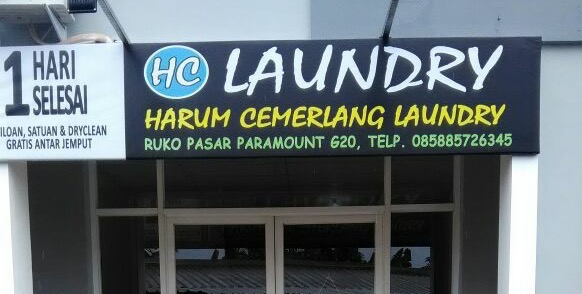 1 HARI
SELESAI
ILOAN, SATUAN & DRYCLEAN
GRATIS ANTAR JEMPUT
HC LAUNDRY
HARUM CEMERLANG LAUNDRY
RUKO PASAR PARAMOUNT G20, TELP. 085885726345